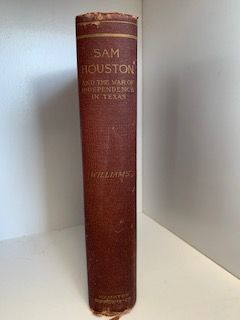 SAM
HOUSTON
AND THE WAR OF
INDEPENDENCE
IN TEXAS
WILLIAMS